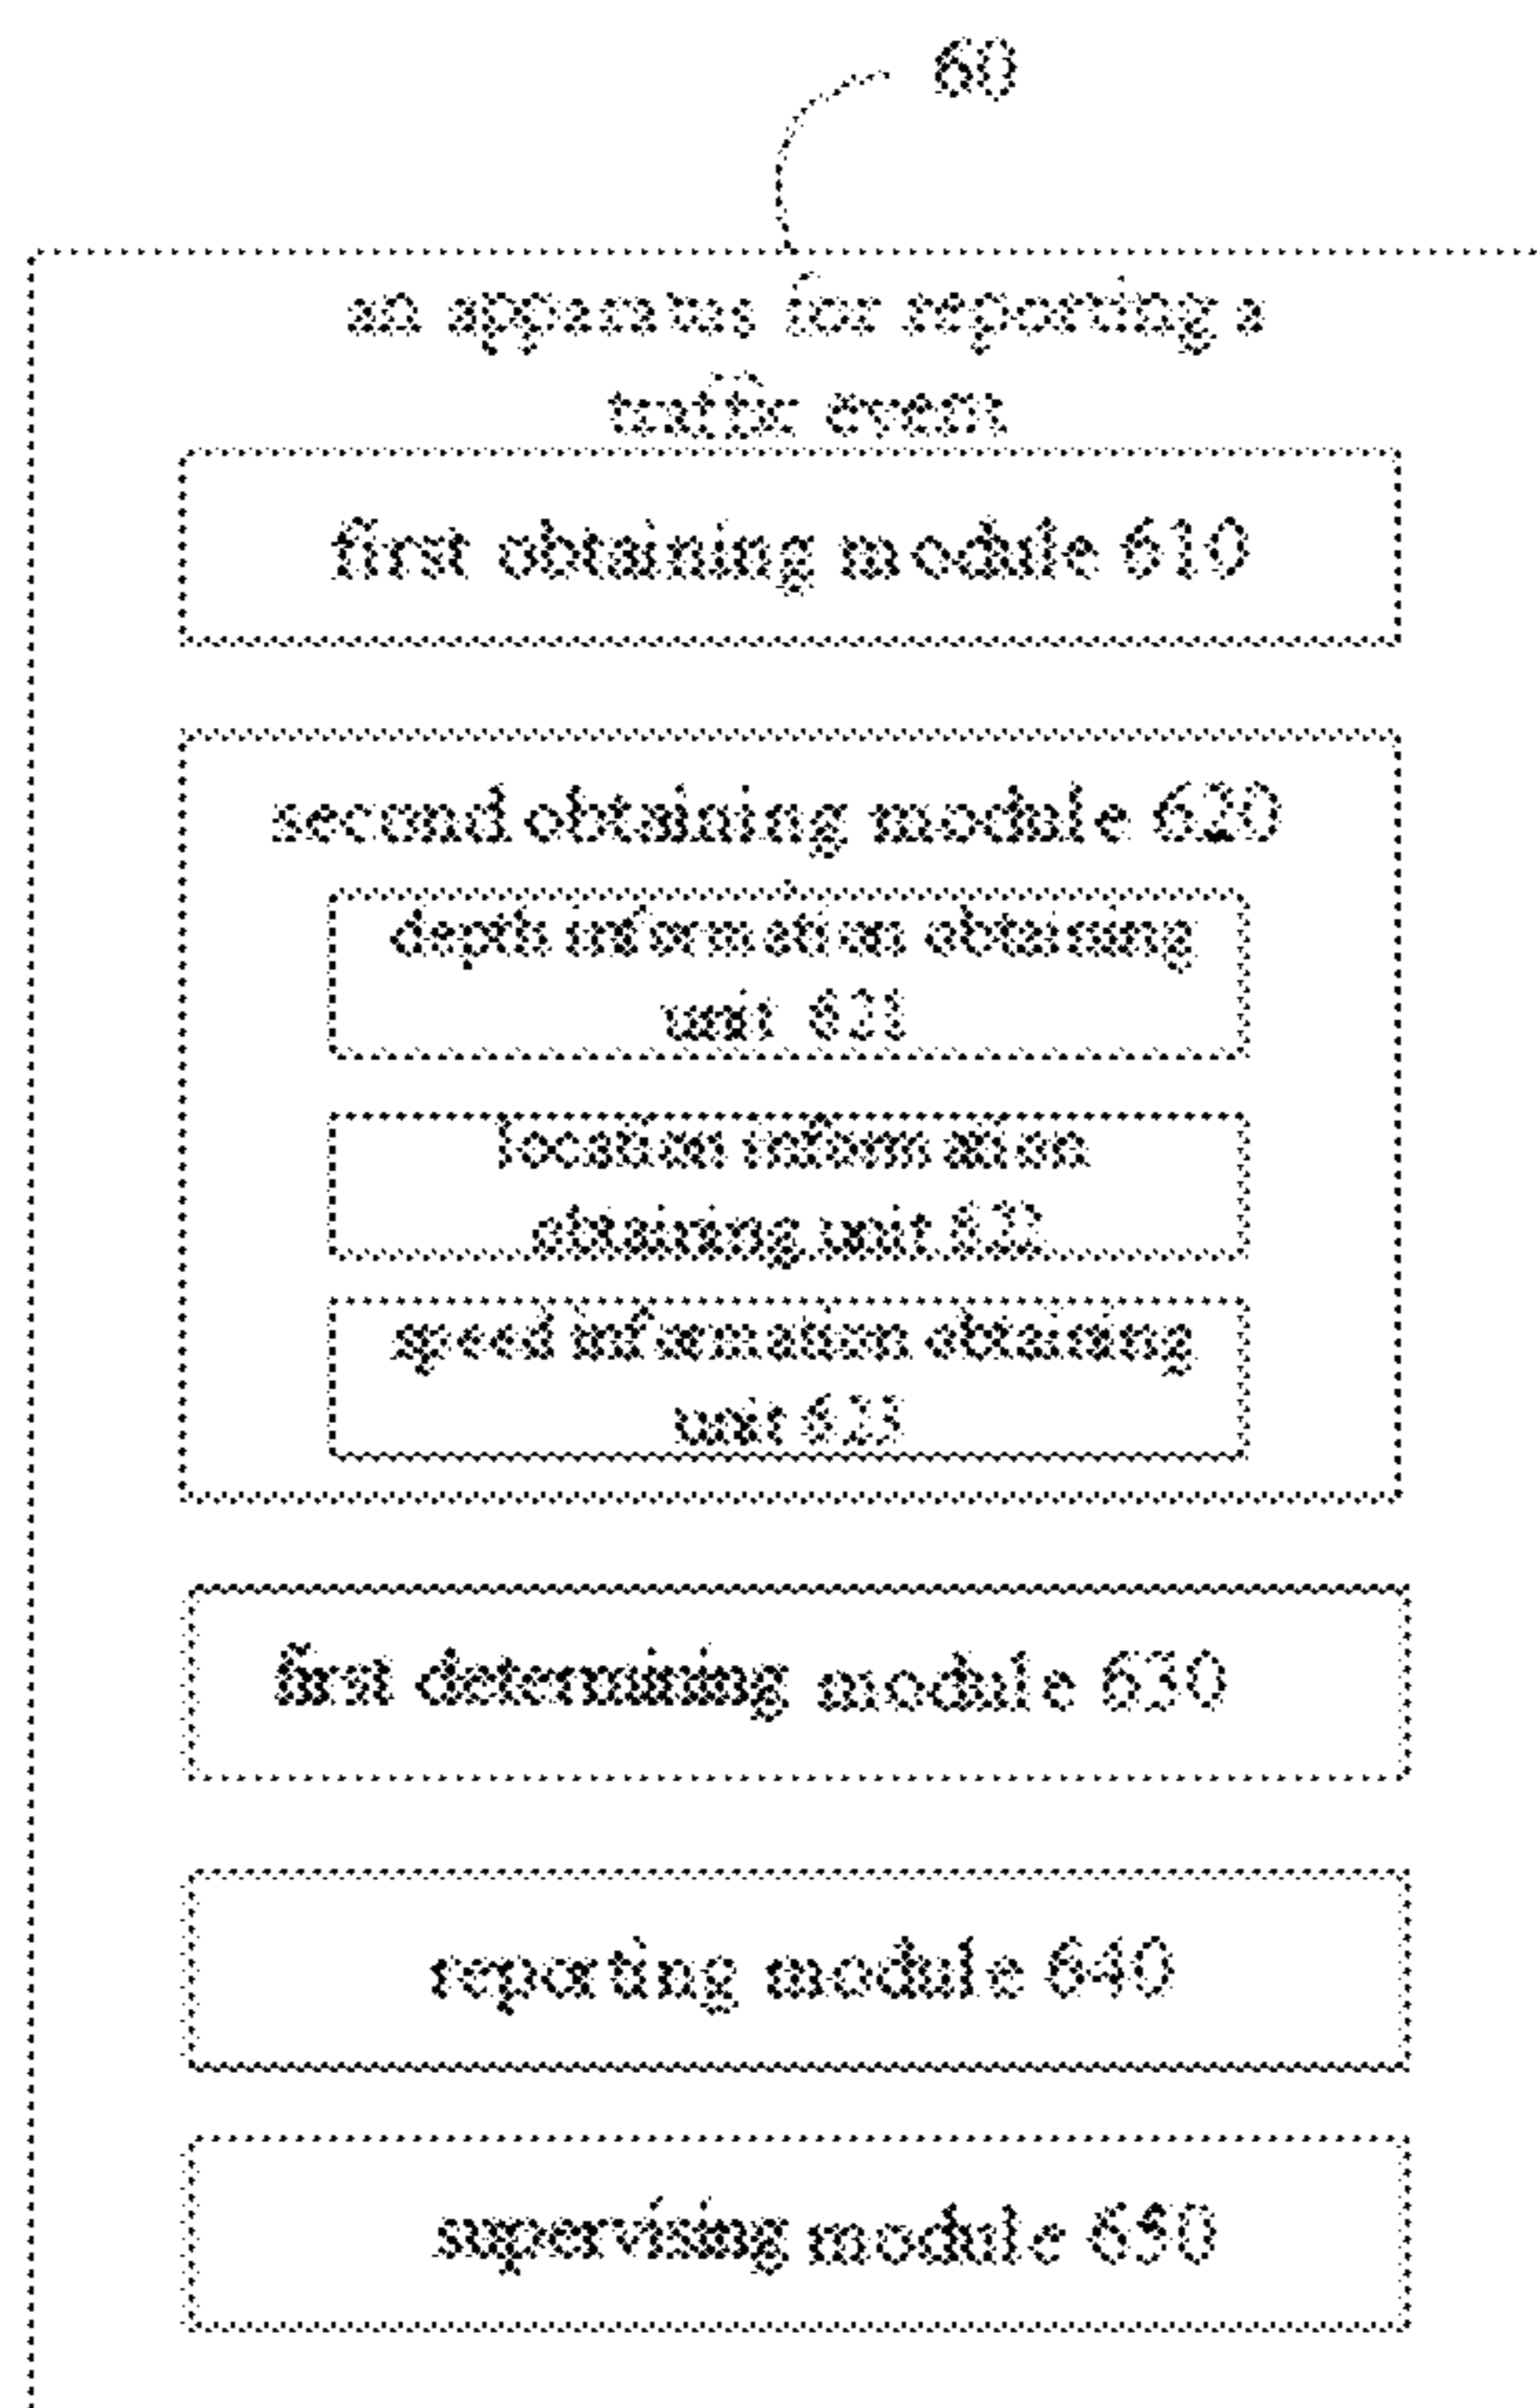 60
an apparatus for reporting a
traffic event
first obtaining module 610
second obtaining module 620
depth information obtaining
unit 621
location information
obtaining unit 622
speed information obtaining
unit 623
first determining module 630
reporting module 640
supervising module 650